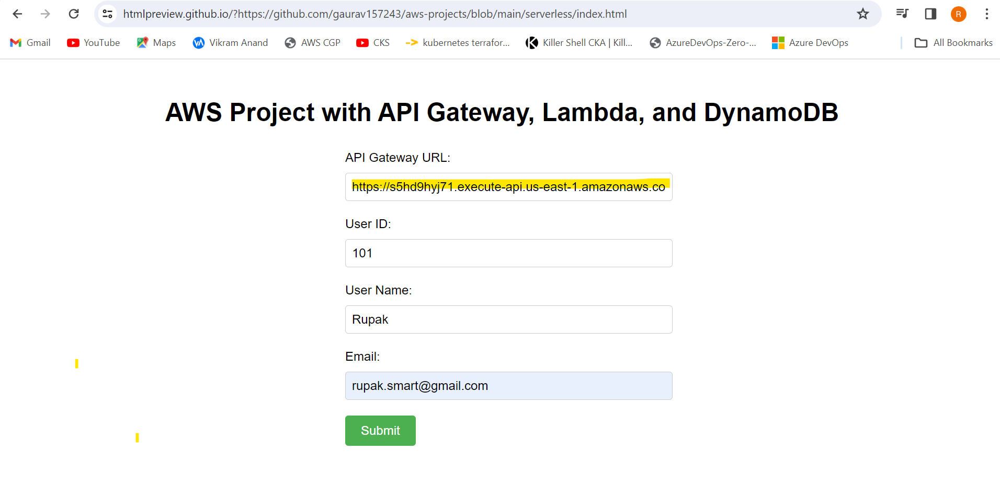 htmlpreview.github.io/?https://github.com/gaurav157243/aws-projects/blob/main/serverless/index.html
R
Gmail YouTube Maps VA Vikram Anand AWS CGP CKS -> kubernetes terrafor... Killer Shell CKA | Kill... AzureDevOps-Zero-... Azure DevOps All Bookmarks
AWS Project with API Gateway, Lambda, and DynamoDB
API Gateway URL:
https://s5hd9hyj71.execute-api.us-east-1.amazonaws.co
User ID:
101
User Name:
Rupak
Email:
rupak.smart@gmail.com
Submit